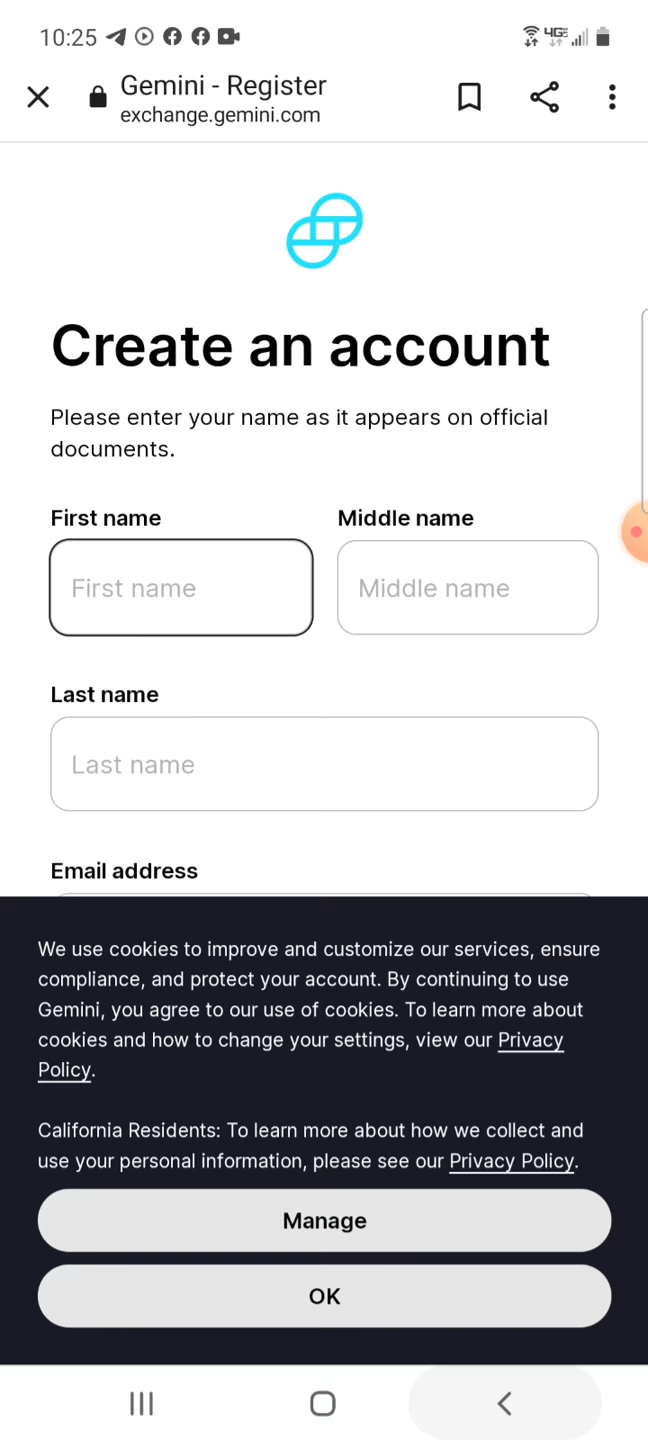 10:25
4GE
Gemini - Register
exchange.gemini.com
Create an account
Please enter your name as it appears on official
documents.
First name Middle name
First name Middle name
Last name
Last name
Email address
We use cookies to improve and customize our services, ensure
compliance, and protect your account. By continuing to use
Gemini, you agree to our use of cookies. To learn more about
cookies and how to change your settings, view our Privacy
Policy.
California Residents: To learn more about how we collect and
use your personal information, please see our Privacy Policy.
Manage
OK